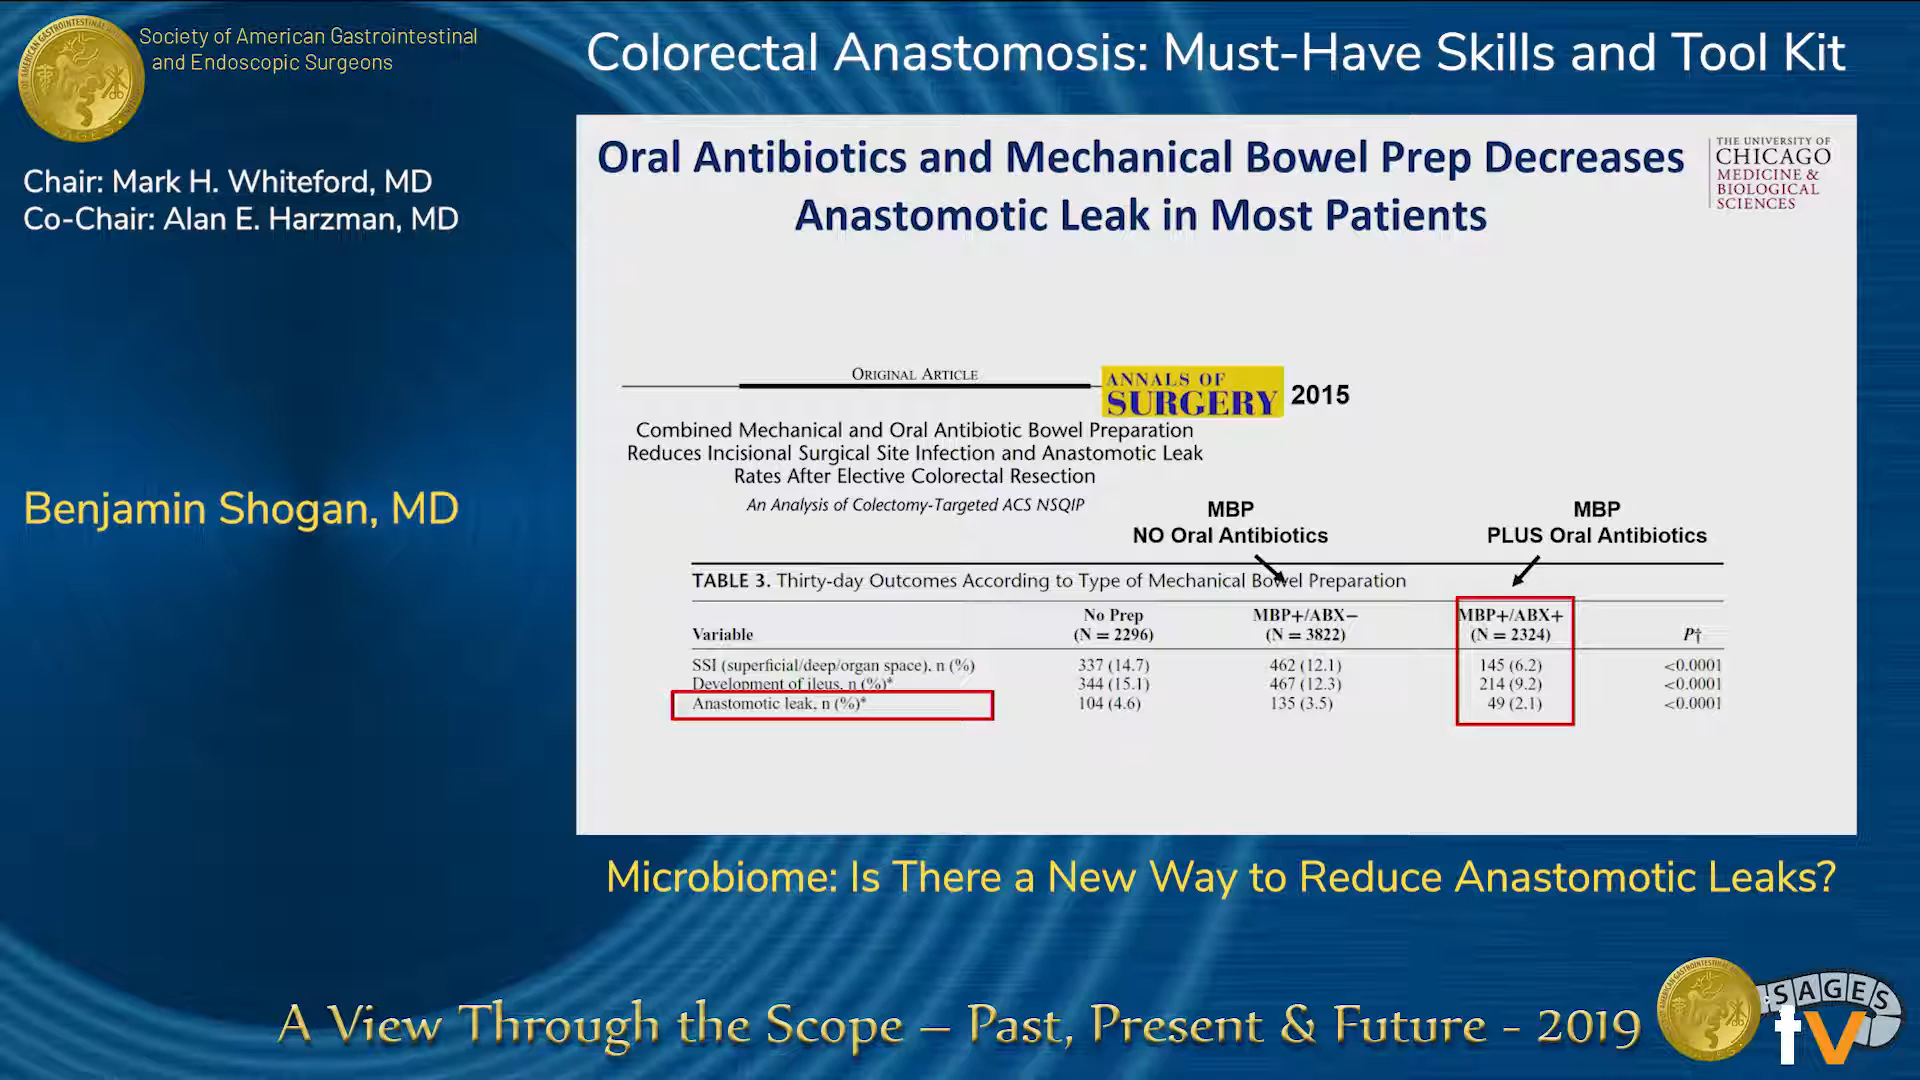 Society of American Gastrointestinal
and Endoscopic Surgeons
Colorectal Anastomosis: Must-Have Skills and Tool Kit
Chair: Mark H. Whiteford, MD
Co-Chair: Alan E. Harzman, MD
Benjamin Shogan, MD
Oral Antibiotics and Mechanical Bowel Prep Decreases
Anastomotic Leak in Most Patients
THE UNIVERSITY OF
CHICAGO
MEDICINE &
BIOLOGICAL
SCIENCES
ORIGINAL ARTICLE
ANNALS OF
SURGERY
2015
Combined Mechanical and Oral Antibiotic Bowel Preparation
Reduces Incisional Surgical Site Infection and Anastomotic Leak
Rates After Elective Colorectal Resection
An Analysis of Colectomy-Targeted ACS NSQIP
MBP
NO Oral Antibiotics
MBP
PLUS Oral Antibiotics
TABLE 3. Thirty-day Outcomes According to Type of Mechanical Bowel Preparation
No Prep MBP+/ABX− MBP+/ABX+
Variable (N = 2296) (N = 3822) (N = 2324) P†
SSI (superficial/deep/organ space), n (%) 337 (14.7) 462 (12.1) 145 (6.2) <0.0001
Development of ileus, n (%)* 344 (15.1) 467 (12.3) 214 (9.2) <0.0001
Anastomotic leak, n (%)* 104 (4.6) 135 (3.5) 49 (2.1) <0.0001
Microbiome: Is There a New Way to Reduce Anastomotic Leaks?
A View Through the Scope – Past, Present & Future - 2019
SAGES
tv